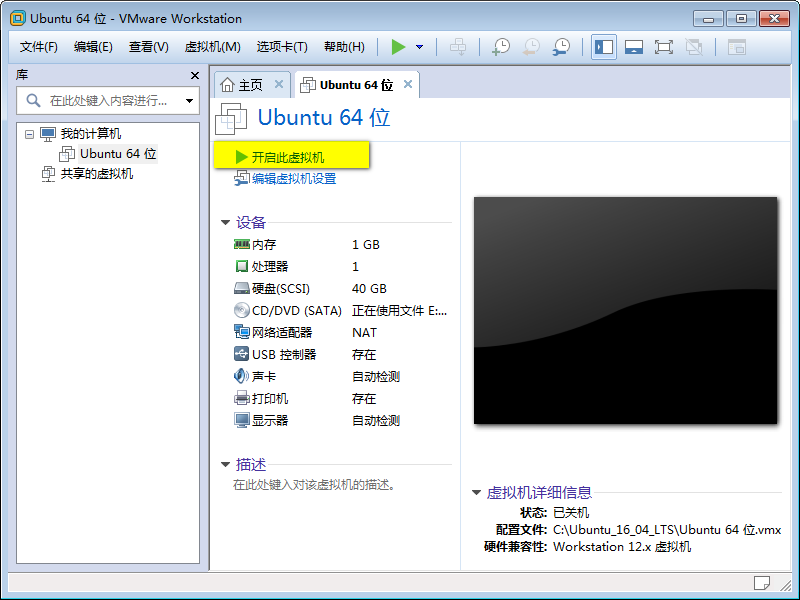 Ubuntu 64 位 - VMware Workstation
文件(F) 编辑(E) 查看(V) 虚拟机(M) 选项卡(T) 帮助(H)
库
在此处键入内容进行...
我的计算机
Ubuntu 64 位
共享的虚拟机
主页 Ubuntu 64 位
Ubuntu 64 位
开启此虚拟机
编辑虚拟机设置
设备
内存 1 GB
处理器 1
硬盘(SCSI) 40 GB
CD/DVD (SATA) 正在使用文件 E:...
网络适配器 NAT
USB 控制器 存在
声卡 自动检测
打印机 存在
显示器 自动检测
描述
在此处键入对该虚拟机的描述。
虚拟机详细信息
状态: 已关机
配置文件: C:\Ubuntu_16_04_LTS\Ubuntu 64 位.vmx
硬件兼容性: Workstation 12.x 虚拟机